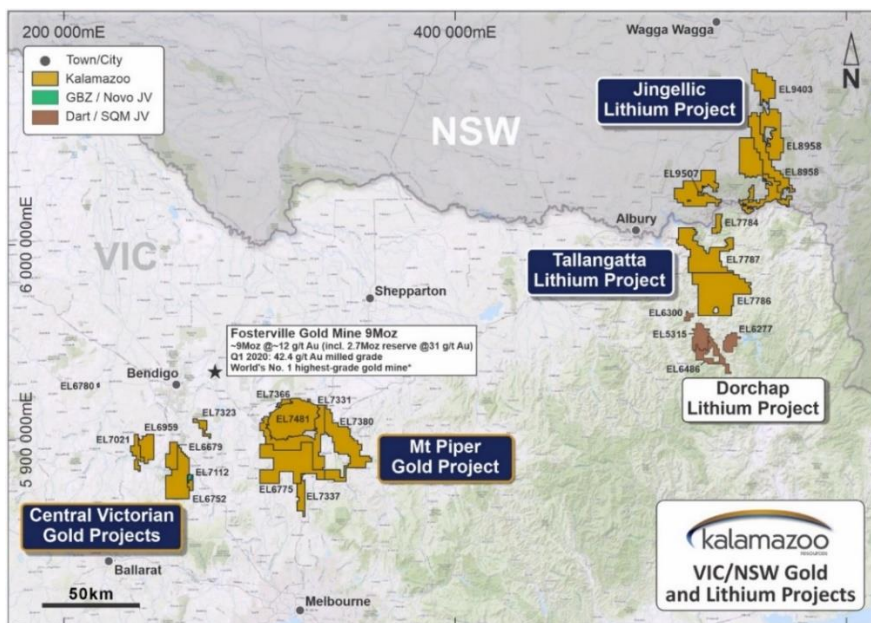 200 000mE
400 000mE
Wagga Wagga
Town/City
Kalamazoo
GBZ / Novo JV
Dart / SQM JV
N
Jingellic
Lithium Project
EL9403
NSW
EL8958
EL8958
EL9507
Albury
EL7784
VIC
6 000 000mE
Tallangatta
Lithium Project
EL7787
EL7786
Shepparton
EL6300
EL5315
EL6277
EL6486
Dorchap
Lithium Project
Fosterville Gold Mine 9Moz
~9Moz @~12 g/t Au (incl. 2.7Moz reserve @31 g/t Au)
Q1 2020: 42.4 g/t Au milled grade
World's No. 1 highest-grade gold mine*
Bendigo
EL6780
EL7366
EL7331
EL7323
EL7481
EL7380
EL6959
EL7021
EL6679
5 900 000mE
Mt Piper
Gold Project
EL7112
EL6775
EL7337
EL6752
Central Victorian
Gold Projects
kalamazoo
resources
VIC/NSW Gold
and Lithium Projects
Ballarat
50km
Melbourne